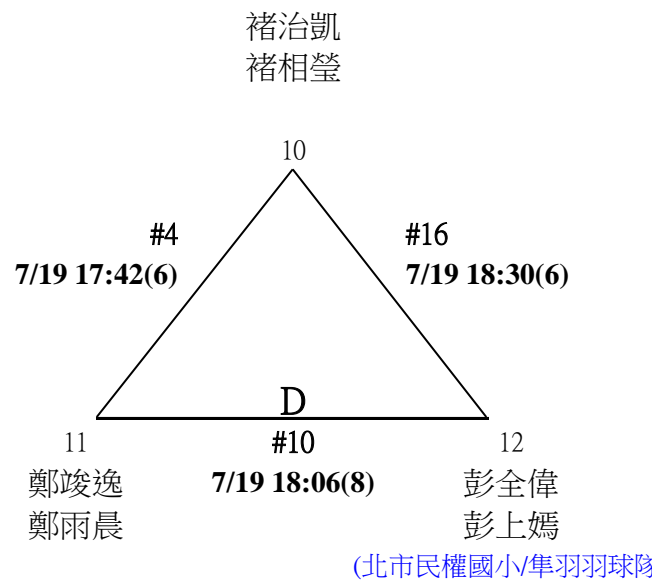 褚治凱
褚相瑩
10
#4
7/19 17:42(6)
#16
7/19 18:30(6)
D
11
#10
12
鄭竣逸
鄭雨晨
7/19 18:06(8)
彭全偉
彭上嫣
(北市民權國小/隼羽羽球隊